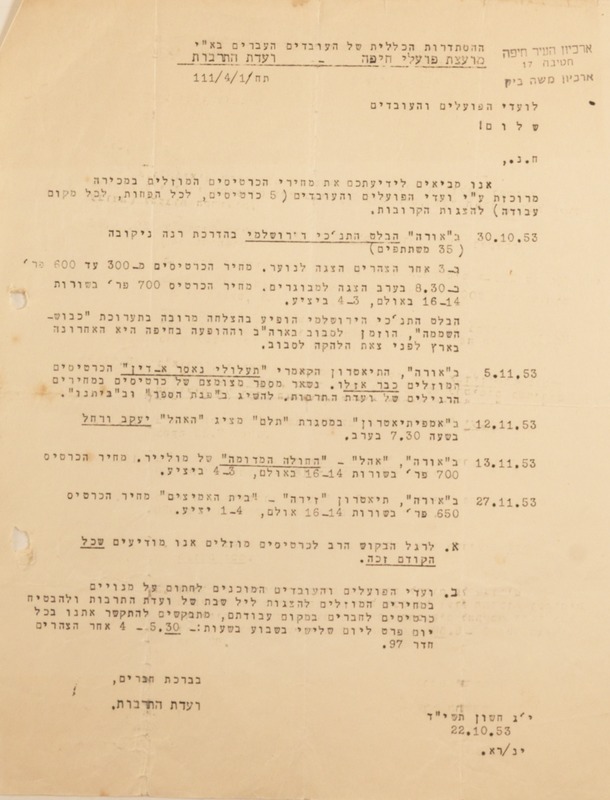 ארכיון העיר חיפה
חטיבה 17
ארכיון משה ביץ
ההסתדרות הכללית של העובדים העברים בא"י
מועצת פועלי חיפה - ועדת התרבות
תח/111/4/1
לועדי הפועלים והעובדים
ש ל ו ם!
ח.נ.,
אנו מביאים לידיעתכם את מחירי הכרטיסים המוזלים במכירה
מרוכזת ע"י ועדי הפועלים והעובדים (5 כרטיסים, לכל הפחות, לכל מקום
עבודה) להצגות הקרובות.
30.10.53 ב"אורה" הבלט התנ"כי הירושלמי בהדרכת רנה ניקובה
(35 משתתפים)
ב-3 אחר הצהרים הצגה לנוער. מחיר הכרטיסים מ-300 עד 600 פר'
ב-8.30 בערב הצגה למבוגרים. מחיר הכרטיס 700 פר' בשורות
16-14 באולם, 4-3 ביציע.
הבלט התנ"כי הירושלמי הופיע בהצלחה מרובה בתערוכת "כבוש-
השממה", הוזמן לסבוב בארה"ב וההופעה בחיפה היא האחרונה
בארץ לפני צאת הלהקה לסבוב.
5.11.53 ב"אורה", התיאטרון הקאמרי "תעלולי נאסר א-דין" הכרטיסים
המוזלים כבר אזלו. נשאר מספר מצומצם של כרטיסים במחירים
הרגילים של ועדת התרבות. להשיג ב"פנת הספר" וב"ביתנו".
12.11.53 ב"אמפיתיאטרון" במסגרת "תלם" מציג "האהל" יעקב ורחל
בשעה 7.30 בערב.
13.11.53 ב"אורה", "אהל" - "החולה המדומה" של מולייר. מחיר הכרטיס
700 פר' בשורות 16-14 באולם, 4-3 ביציע.
27.11.53 ב"אורה", תיאטרון "זירה" - "בית האמיצים" מחיר הכרטיס
650 פר' בשורות 16-14 אולם, 4-1 יציע.
א. לרגל הבקוש הרב לכרטיסים מוזלים אנו מודיעים שכל
הקודם זכה.
ב. ועדי הפועלים והעובדים המוכנים לחתום על מנויים
במחירים המוזלים להצגות ליל שבת של ועדת התרבות ולהבטיח
כרטיסים לחברים במקום עבודתם, מתבקשים להתקשר אתנו בכל
יום פרט ליום שלישי בשבוע בשעות:- 5.30 - 4 אחר הצהרים
חדר 97.
בברכת חברים,
ועדת התרבות.
י"ג חשון תשי"ד
22.10.53
ינ/רא.